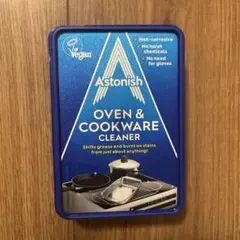 Vegan
• Non-corrosive
• No harsh
chemicals
• No need
for gloves
Astonish
OVEN &
COOKWARE
CLEANER
Shifts grease and burnt on stains
from just about anything!